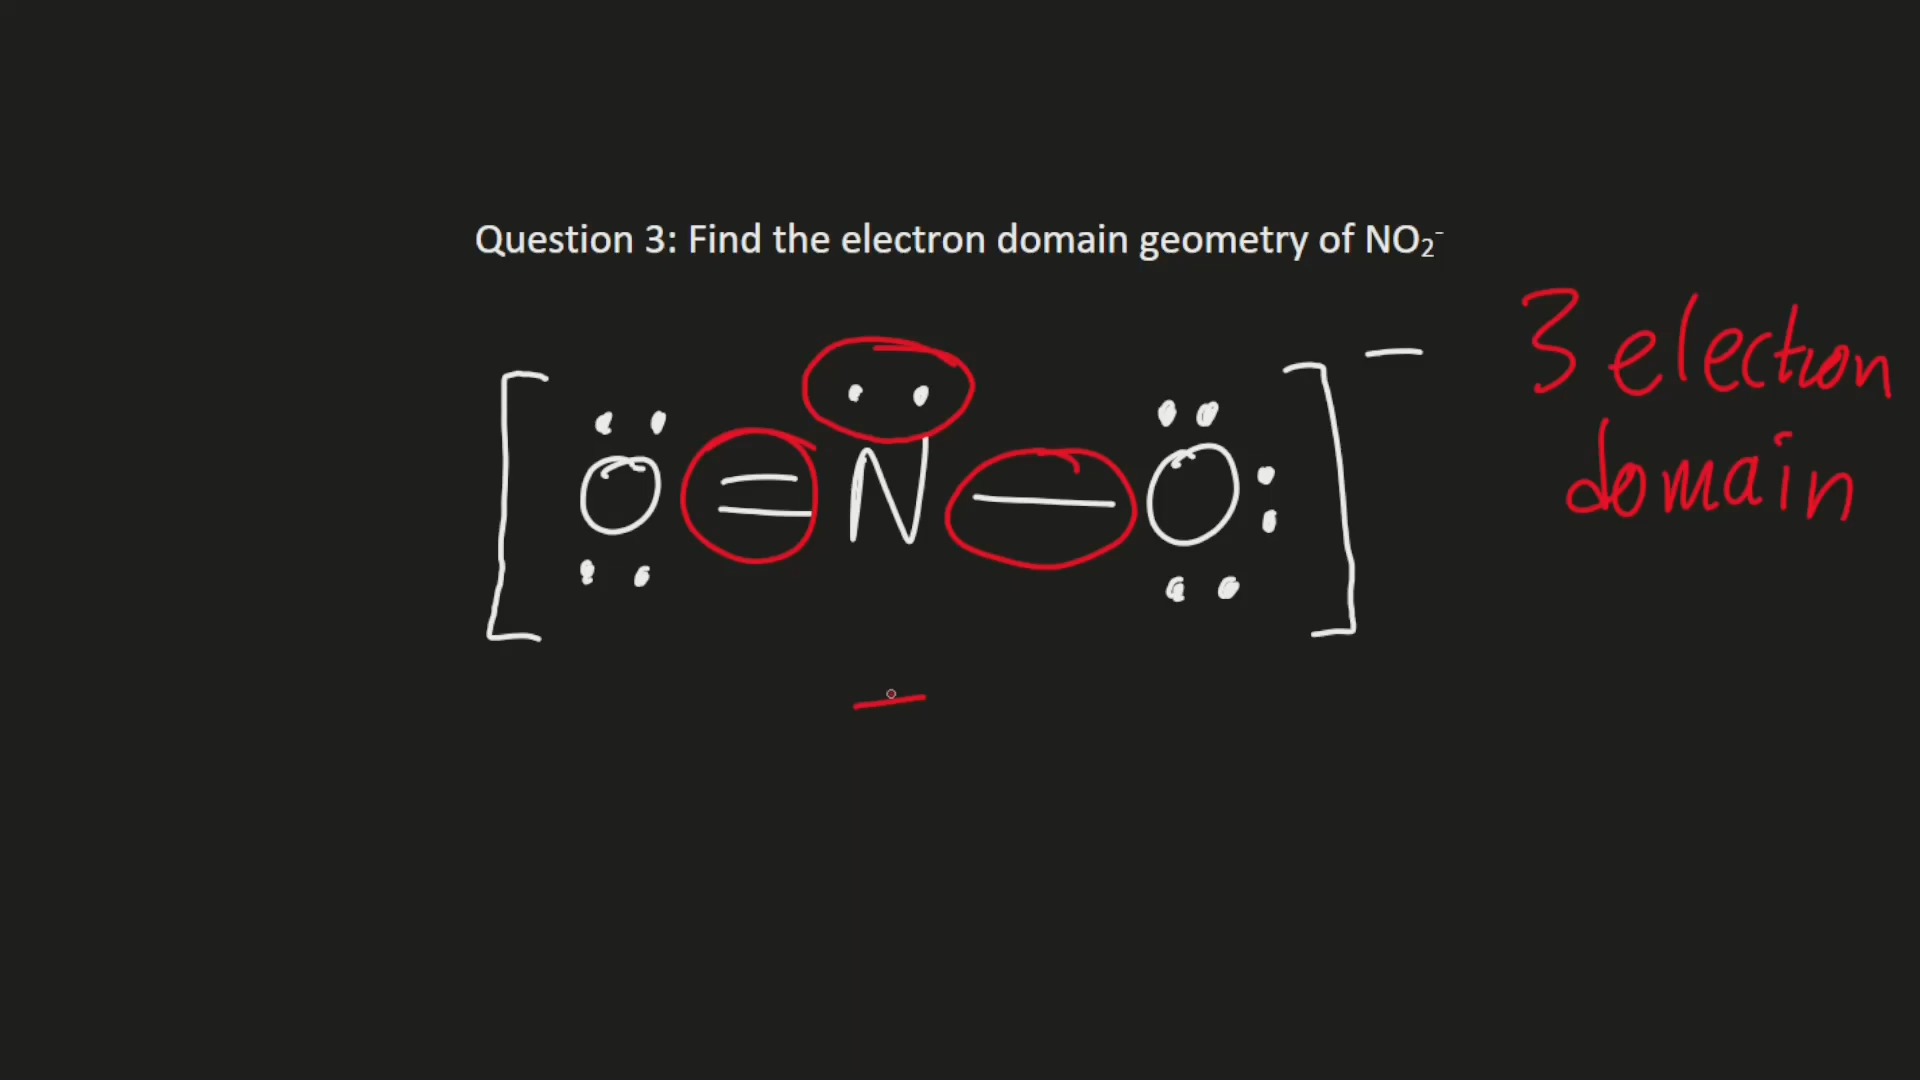 Question 3: Find the electron domain geometry of NO₂⁻
3 electron
domain
[O=N—O:]⁻